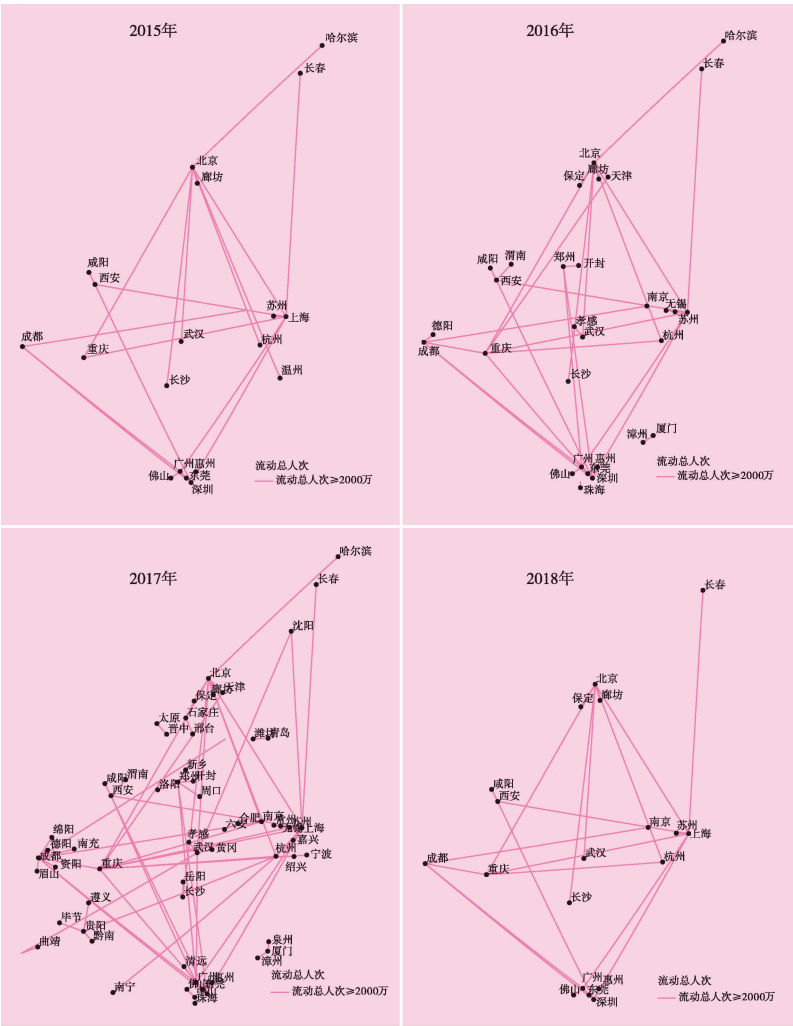 2015年
哈尔滨
长春
北京
廊坊
咸阳
西安
苏州
上海
成都
重庆
武汉
杭州
长沙
温州
广州 惠州
佛山 东莞
深圳
流动总人次
流动总人次≥2000万
2016年
哈尔滨
长春
北京
廊坊
保定 天津
咸阳 渭南
郑州 开封
西安
南京 无锡
苏州
德阳
孝感
武汉
成都 重庆 杭州
长沙
漳州 厦门
广州 惠州
佛山 东莞
深圳
珠海
流动总人次
流动总人次≥2000万
2017年
哈尔滨
长春
沈阳
北京
廊坊 天津
保定
太原 石家庄
晋中 邢台
潍坊 青岛
新乡
咸阳 渭南 郑州 开封
西安 洛阳 周口
六安 合肥 南京
上海
绵阳
德阳 南充 孝感 嘉兴
成都 武汉 黄冈
资阳 重庆 杭州 宁波
眉山 绍兴
岳阳
遵义 长沙
毕节
贵阳
曲靖 黔南
泉州
厦门
清远 漳州
广州 惠州
南宁
珠海
流动总人次
流动总人次≥2000万
2018年
长春
北京
保定 廊坊
咸阳
西安
南京 苏州
上海
成都 重庆 武汉 杭州
长沙
广州 惠州
佛山 东莞
深圳
流动总人次
流动总人次≥2000万